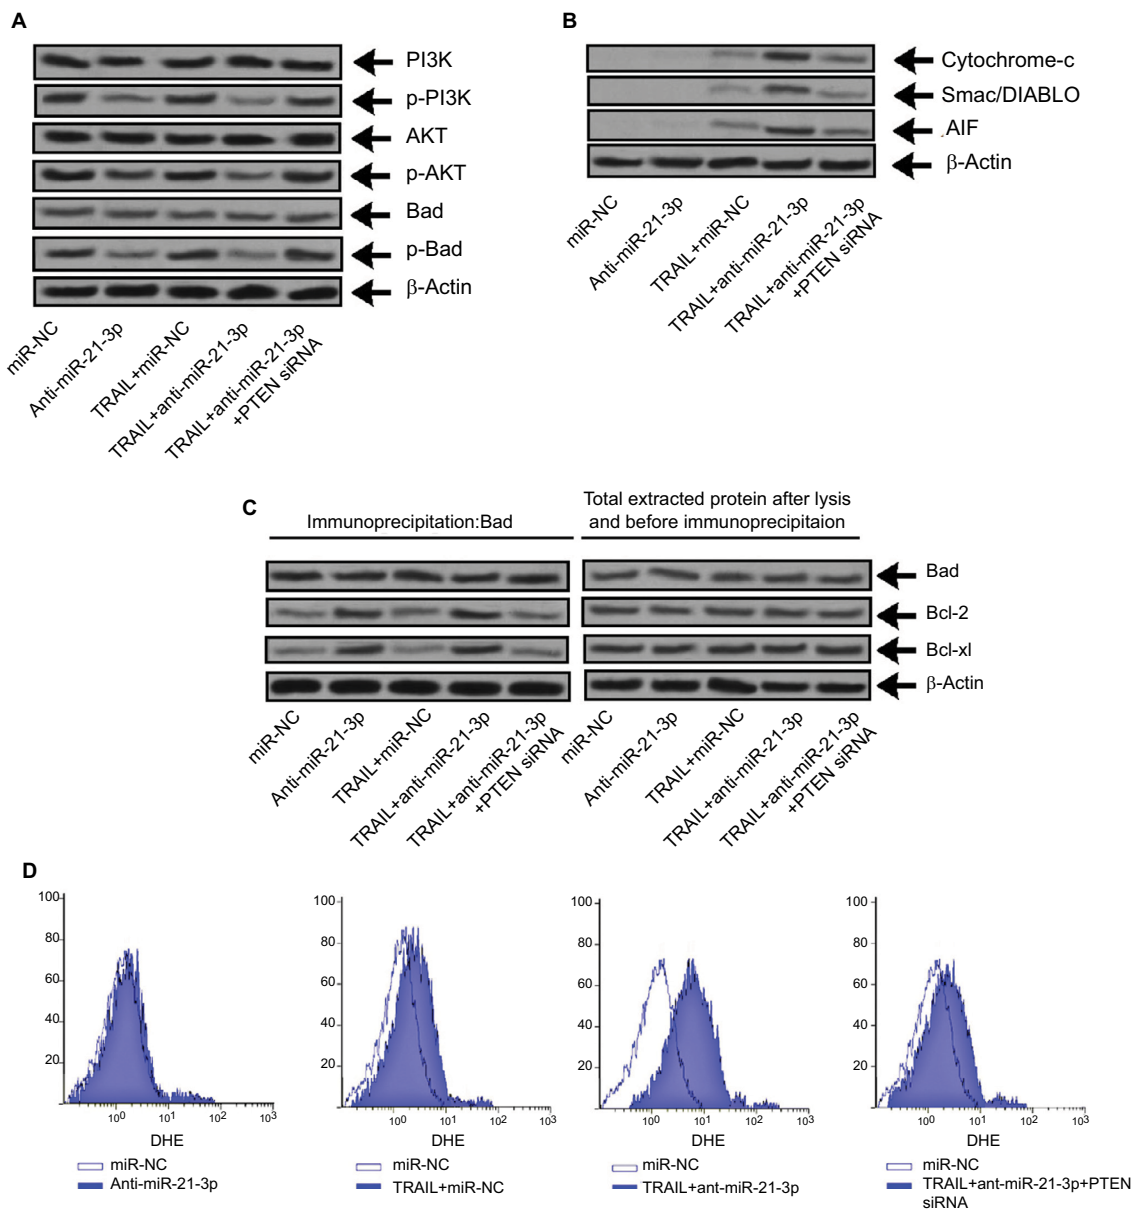 A
PI3K
p-PI3K
AKT
p-AKT
Bad
p-Bad
β-Actin
miR-NC
Anti-miR-21-3p
TRAIL+miR-NC
TRAIL+anti-miR-21-3p
TRAIL+anti-miR-21-3p
+PTEN siRNA
B
Cytochrome-c
Smac/DIABLO
AIF
β-Actin
miR-NC
Anti-miR-21-3p
TRAIL+miR-NC
TRAIL+anti-miR-21-3p
TRAIL+anti-miR-21-3p
+PTEN siRNA
C
Immunoprecipitation:Bad
Total extracted protein after lysis
and before immunoprecipitaion
Bad
Bcl-2
Bcl-xl
β-Actin
miR-NC
Anti-miR-21-3p
TRAIL+miR-NC
TRAIL+anti-miR-21-3p
TRAIL+anti-miR-21-3p
+PTEN siRNA
miR-NC
Anti-miR-21-3p
TRAIL+miR-NC
TRAIL+anti-miR-21-3p
TRAIL+anti-miR-21-3p
+PTEN siRNA
D
100
80
60
40
20
10⁰ 10¹ 10² 10³
DHE
miR-NC
Anti-miR-21-3p
100
80
60
40
20
10⁰ 10¹ 10² 10³
DHE
miR-NC
TRAIL+miR-NC
100
80
60
40
20
10⁰ 10¹ 10² 10³
DHE
miR-NC
TRAIL+ant-miR-21-3p
100
80
60
40
20
10⁰ 10¹ 10² 10³
DHE
miR-NC
TRAIL+ant-miR-21-3p+PTEN
siRNA